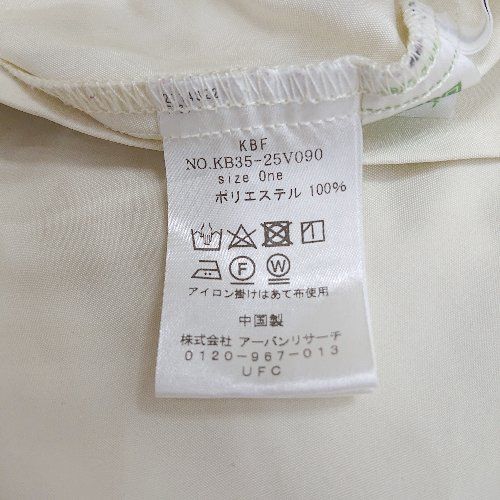 KBF
NO.KB35-25V090
size One
ポリエステル 100%
F W
アイロン掛けはあて布使用
中国製
株式会社 アーバンリサーチ
0120-967-013
UFC